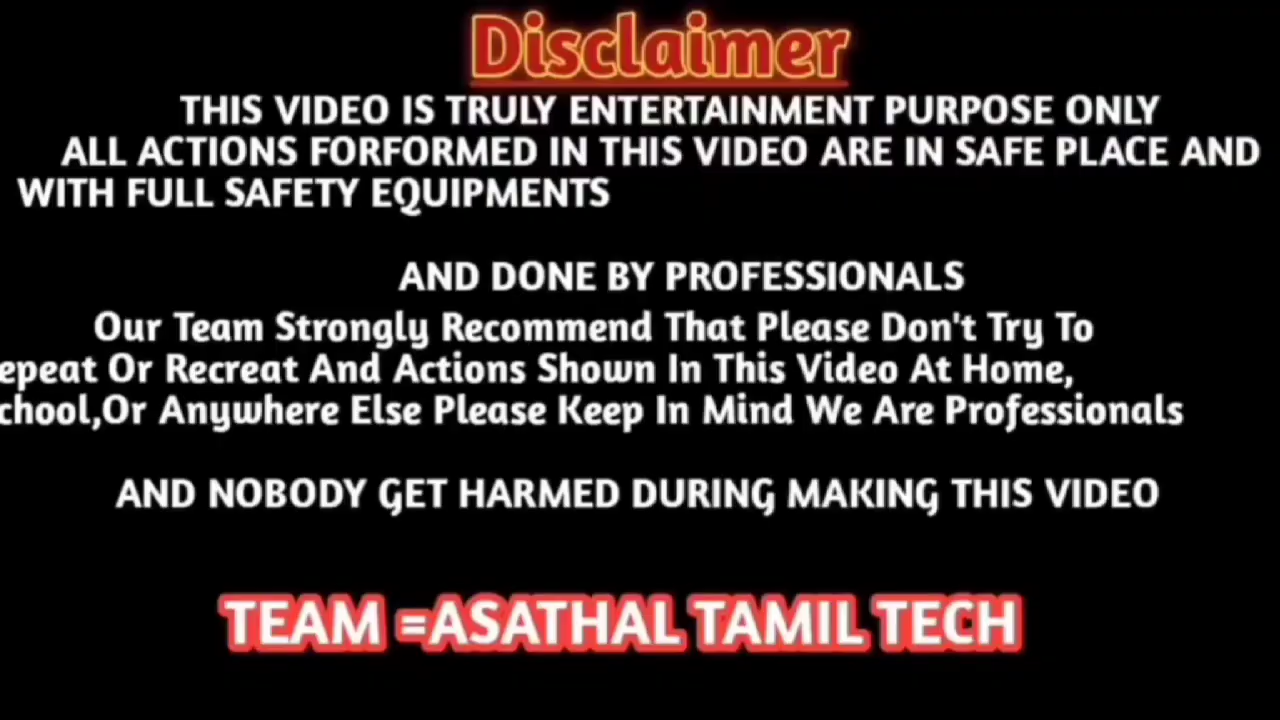 Disclaimer
THIS VIDEO IS TRULY ENTERTAINMENT PURPOSE ONLY
ALL ACTIONS FORFORMED IN THIS VIDEO ARE IN SAFE PLACE AND
WITH FULL SAFETY EQUIPMENTS
AND DONE BY PROFESSIONALS
Our Team Strongly Recommend That Please Don't Try To
epeat Or Recreat And Actions Shown In This Video At Home,
chool,Or Anywhere Else Please Keep In Mind We Are Professionals
AND NOBODY GET HARMED DURING MAKING THIS VIDEO
TEAM =ASATHAL TAMIL TECH